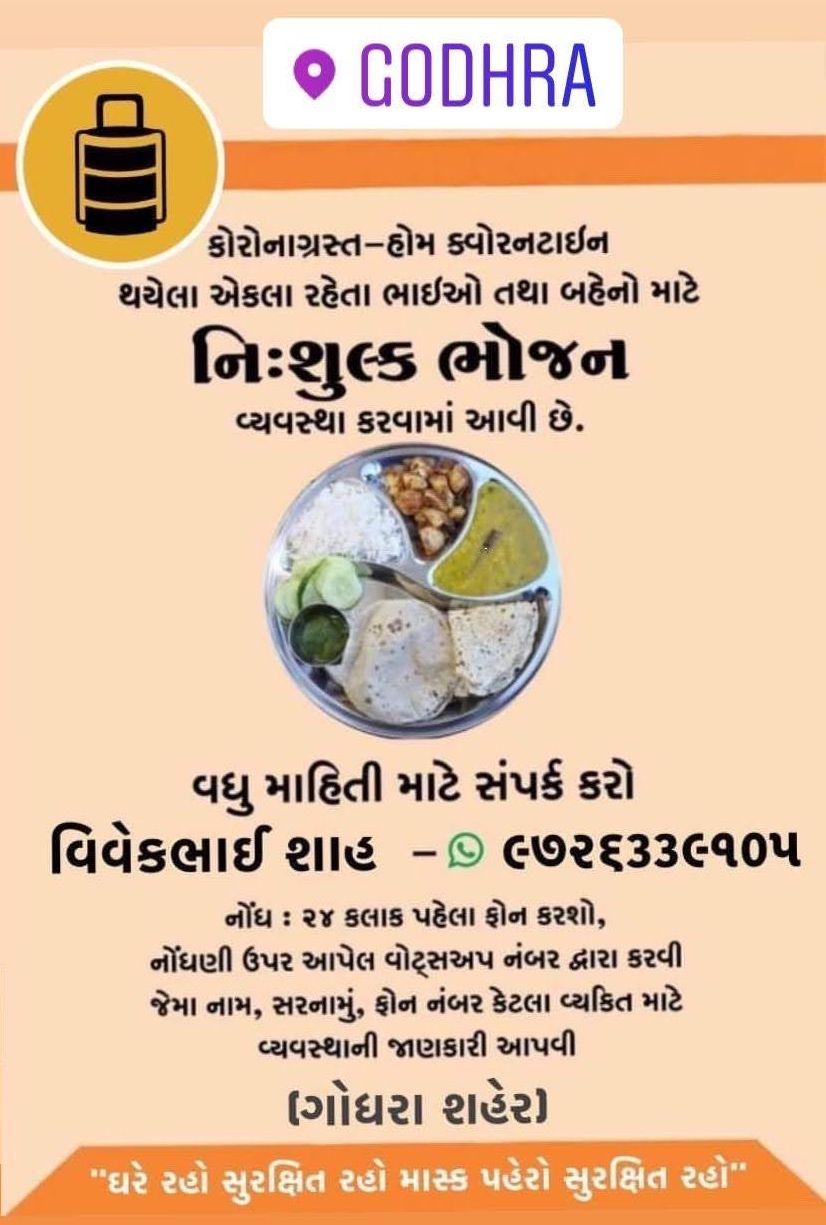 GODHRA
કોરોનાગ્રસ્ત-હોમ ક્વોરનટાઈન
થયેલા એકલા રહેતા ભાઈઓ તથા બહેનો માટે
નિઃશુલ્ક ભોજન
વ્યવસ્થા કરવામાં આવી છે.
વધુ માહિતી માટે સંપર્ક કરો
વિવેકભાઈ શાહ - ૯૭૨૬૩૩૯૧૦૫
નોંધ : ૨૪ કલાક પહેલા ફોન કરશો,
નોંધણી ઉપર આપેલ વોટ્સઅપ નંબર દ્વારા કરવી
જેમા નામ, સરનામું, ફોન નંબર કેટલા વ્યકિત માટે
વ્યવસ્થાની જાણકારી આપવી
(ગોધરા શહેર)
"ઘરે રહો સુરક્ષિત રહો માસ્ક પહેરો સુરક્ષિત રહો"